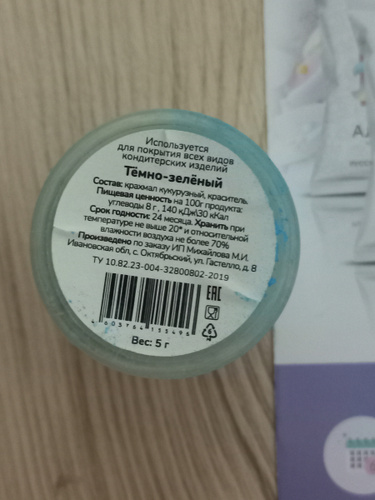 Используется
для покрытия всех видов
кондитерских изделий
Тёмно-зелёный
Состав: крахмал кукурузный, краситель.
Пищевая ценность на 100г продукта:
углеводы 8 г, 140 кДж\30 кКал
Срок годности: 24 месяца. Хранить при
температуре не выше 20° и относительной
влажности воздуха не более 70%
Произведено по заказу ИП Михайлова М.И.
Ивановская обл, с. Октябрьский, ул. Гастелло, д. 8
ТУ 10.82.23-004-32800802-2019
EAC
Вес: 5 г